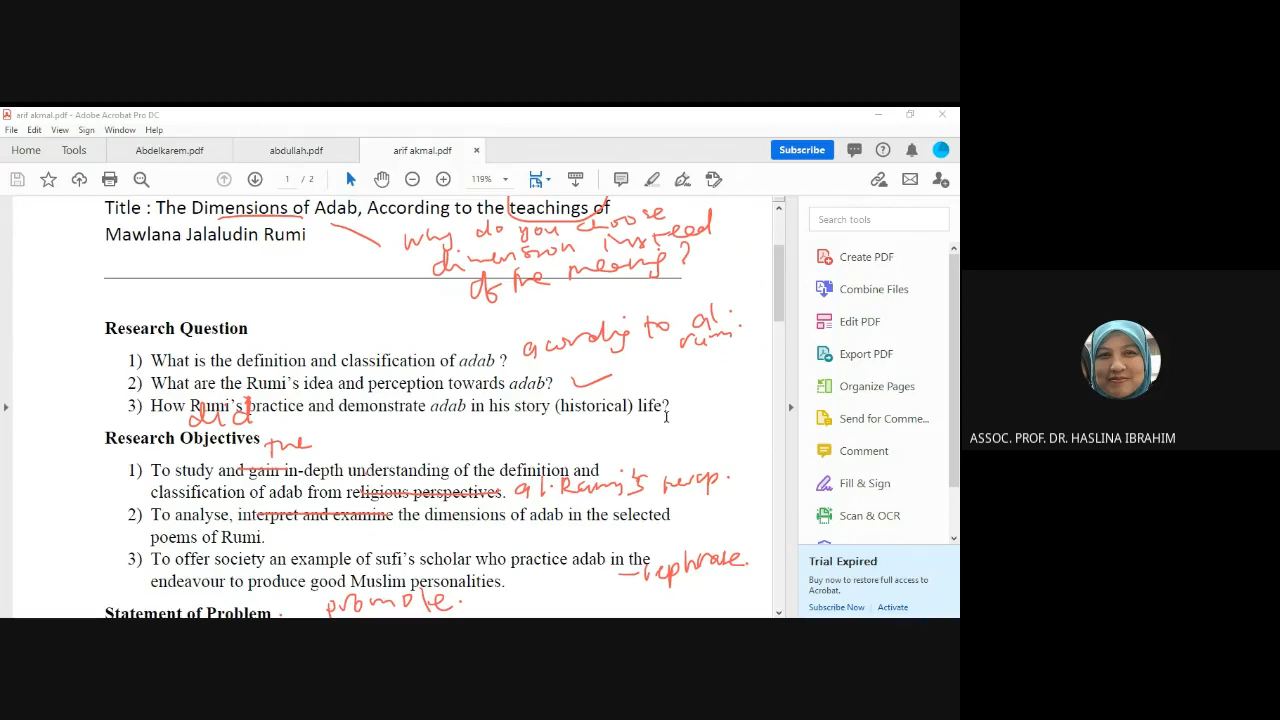 arif akmal.pdf - Adobe Acrobat Pro DC
File Edit View Sign Window Help
Home Tools Abdelkarem.pdf abdullah.pdf arif akmal.pdf × Subscribe
1 / 2 119%
Title : The Dimensions of Adab, According to the teachings of
Mawlana Jalaludin Rumi
why do you choose
dimension instead
of the meaning?
Research Question
acording to al.
rumi.
1) What is the definition and classification of adab ?
2) What are the Rumi's idea and perception towards adab?
3) How Rumi's practice and demonstrate adab in his story (historical) life?
did
Research Objectives
the
1) To study and gain in-depth understanding of the definition and
classification of adab from religious perspectives. al-Rumi's persp.
2) To analyse, interpret and examine the dimensions of adab in the selected
poems of Rumi.
3) To offer society an example of sufi's scholar who practice adab in the
endeavour to produce good Muslim personalities.
rephrase.
promote.
Statement of Problem
Search tools
Create PDF
Combine Files
Edit PDF
Export PDF
Organize Pages
Send for Comme...
Comment
Fill & Sign
Scan & OCR
Trial Expired
Buy now to restore full access to
Acrobat.
Subscribe Now Activate
ASSOC. PROF. DR. HASLINA IBRAHIM